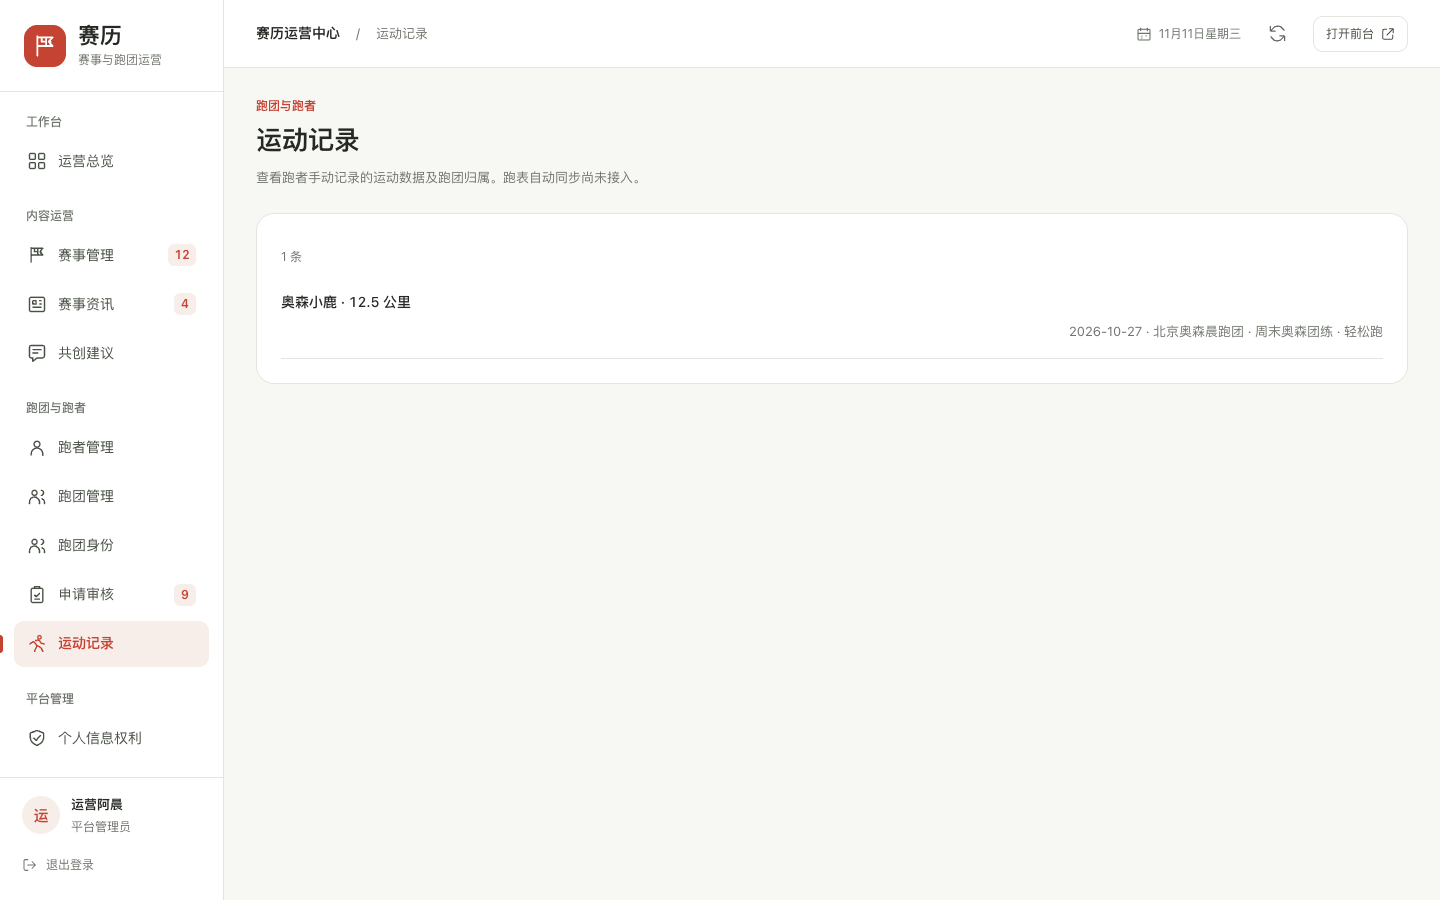 赛历
赛事与跑团运营
工作台
运营总览
内容运营
赛事管理 12
赛事资讯 4
共创建议
跑团与跑者
跑者管理
跑团管理
跑团身份
申请审核 9
运动记录
平台管理
个人信息权利
运
运营阿晨
平台管理员
退出登录
赛历运营中心 / 运动记录
11月11日星期三
打开前台
跑团与跑者
运动记录
查看跑者手动记录的运动数据及跑团归属。跑表自动同步尚未接入。
1 条
奥森小鹿 · 12.5 公里
2026-10-27 · 北京奥森晨跑团 · 周末奥森团练 · 轻松跑